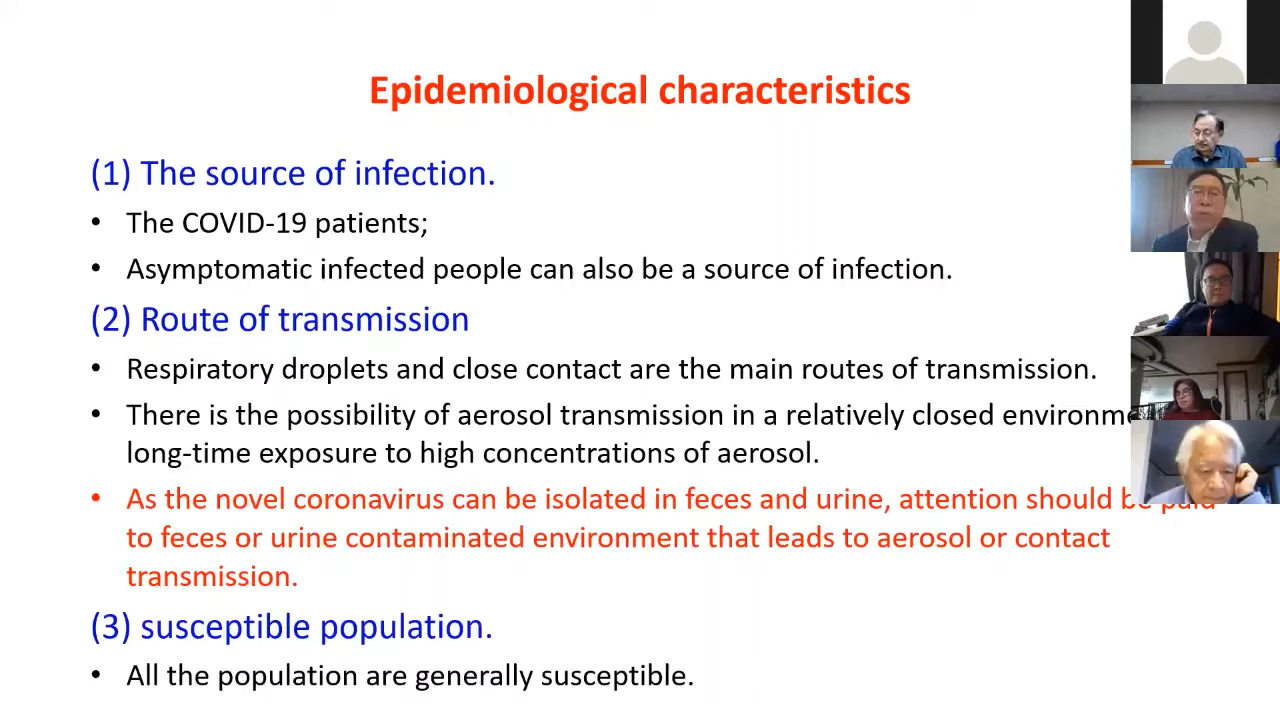 Epidemiological characteristics
(1) The source of infection.
• The COVID-19 patients;
• Asymptomatic infected people can also be a source of infection.
(2) Route of transmission
• Respiratory droplets and close contact are the main routes of transmission.
• There is the possibility of aerosol transmission in a relatively closed
long-time exposure to high concentrations of aerosol.
• As the novel coronavirus can be isolated in feces and urine, attention should be paid
to feces or urine contaminated environment that leads to aerosol or contact
transmission.
(3) susceptible population.
• All the population are generally susceptible.